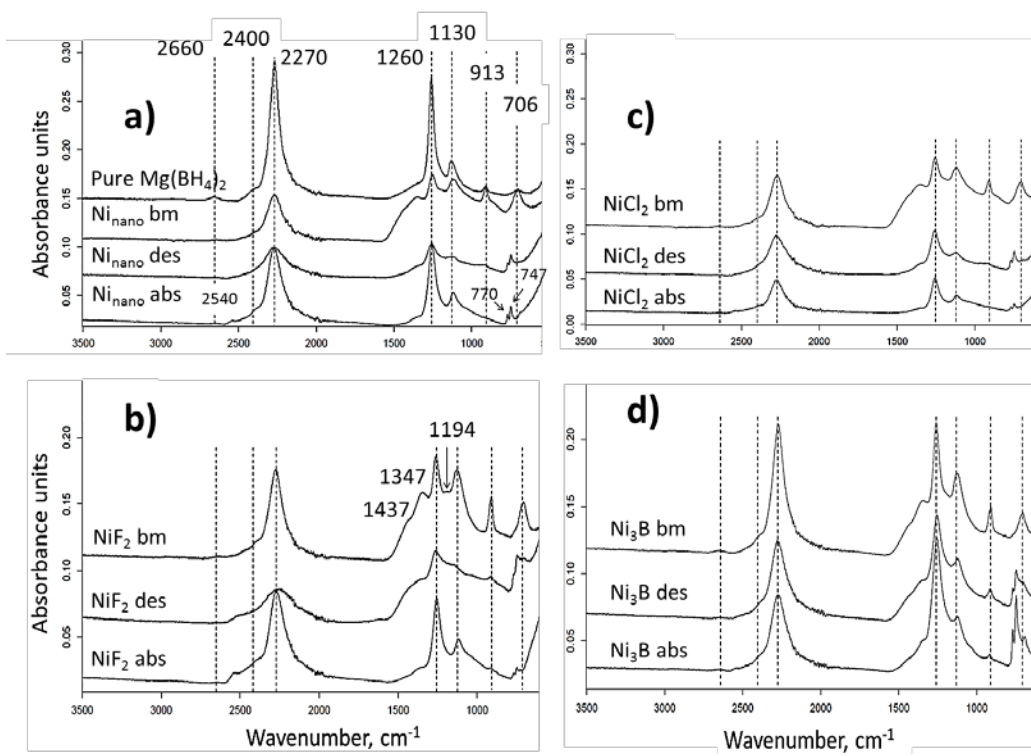 2660
2400
2270
1260
1130
913
706
a)
Absorbance units
0.30
0.25
0.20
0.15
0.10
0.05
Pure Mg(BH₄)₂
Ni_nano bm
Ni_nano des
Ni_nano abs
2540
770
747
3500 3000 2500 2000 1500 1000
c)
0.30
0.25
0.20
0.15
0.10
0.05
0.00
NiCl₂ bm
NiCl₂ des
NiCl₂ abs
3500 3000 2500 2000 1500 1000
b)
Absorbance units
0.20
0.15
0.10
0.05
1194
1347
1437
NiF₂ bm
NiF₂ des
NiF₂ abs
3500 3000 2500 2000 1500 1000
Wavenumber, cm⁻¹
d)
0.20
0.15
0.10
0.05
Ni₃B bm
Ni₃B des
Ni₃B abs
3500 3000 2500 2000 1500 1000
Wavenumber, cm⁻¹